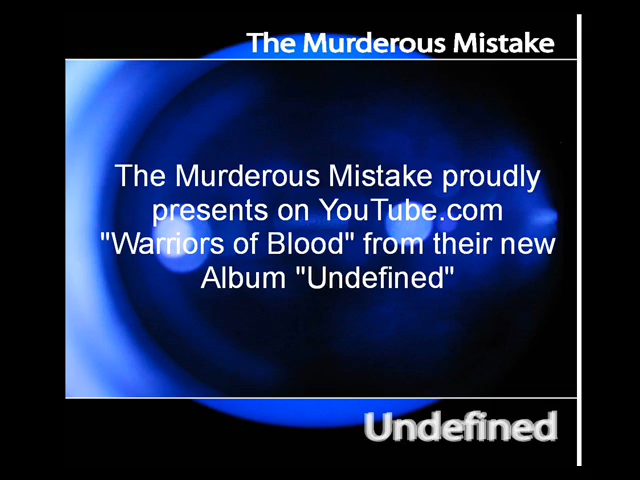 The Murderous Mistake
The Murderous Mistake proudly
presents on YouTube.com
"Warriors of Blood" from their new
Album "Undefined"
Undefined